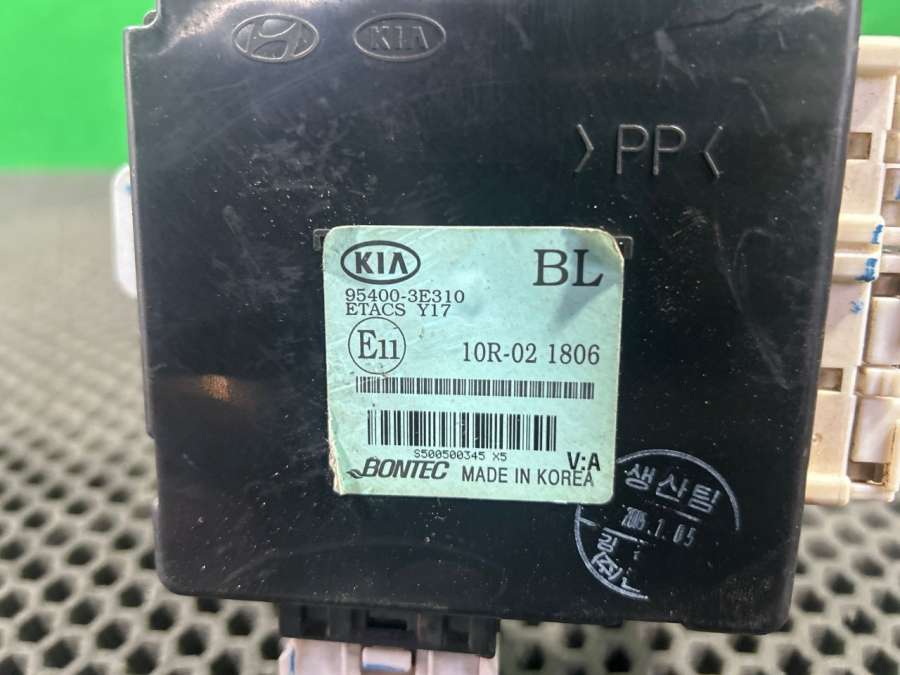 KIA
>PP<
KIA
BL
95400-3E310
ETACS Y17
E11
10R-02 1806
S500500345 X5
BONTEC
MADE IN KOREA
V:A
생산팀